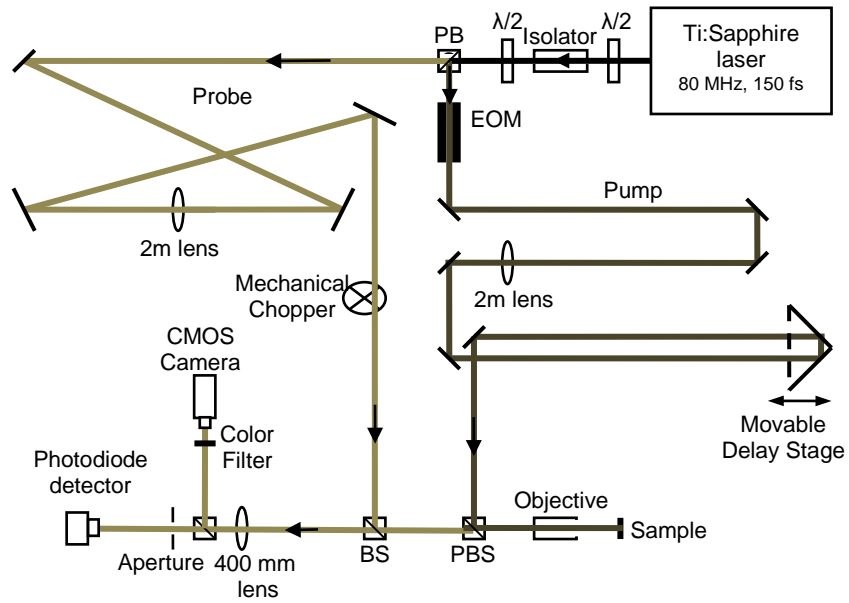 λ/2
λ/2
PB
Isolator
Ti:Sapphire
laser
80 MHz, 150 fs
Probe
EOM
Pump
2m lens
2m lens
Mechanical
Chopper
CMOS
Camera
Movable
Delay Stage
Color
Filter
Photodiode
detector
Objective
Sample
Aperture
400 mm
lens
BS
PBS